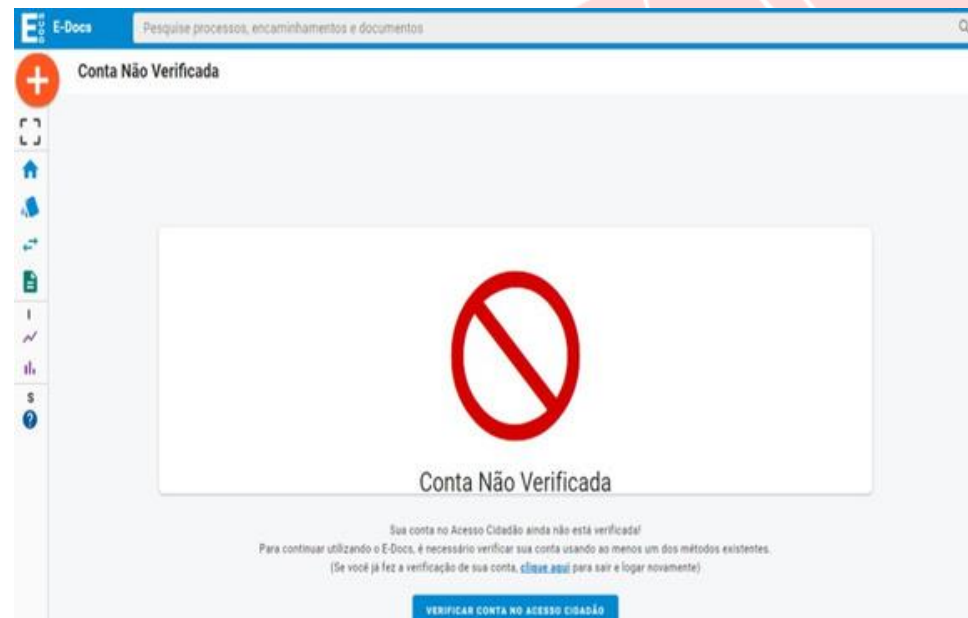 E-Docs
Pesquise processos, encaminhamentos e documentos
Conta Não Verificada
I
S
Conta Não Verificada
Sua conta no Acesso Cidadão ainda não está verificada!
Para continuar utilizando o E-Docs, é necessário verificar sua conta usando ao menos um dos métodos existentes.
(Se você já fez a verificação de sua conta, clique aqui para sair e logar novamente)
VERIFICAR CONTA NO ACESSO CIDADÃO